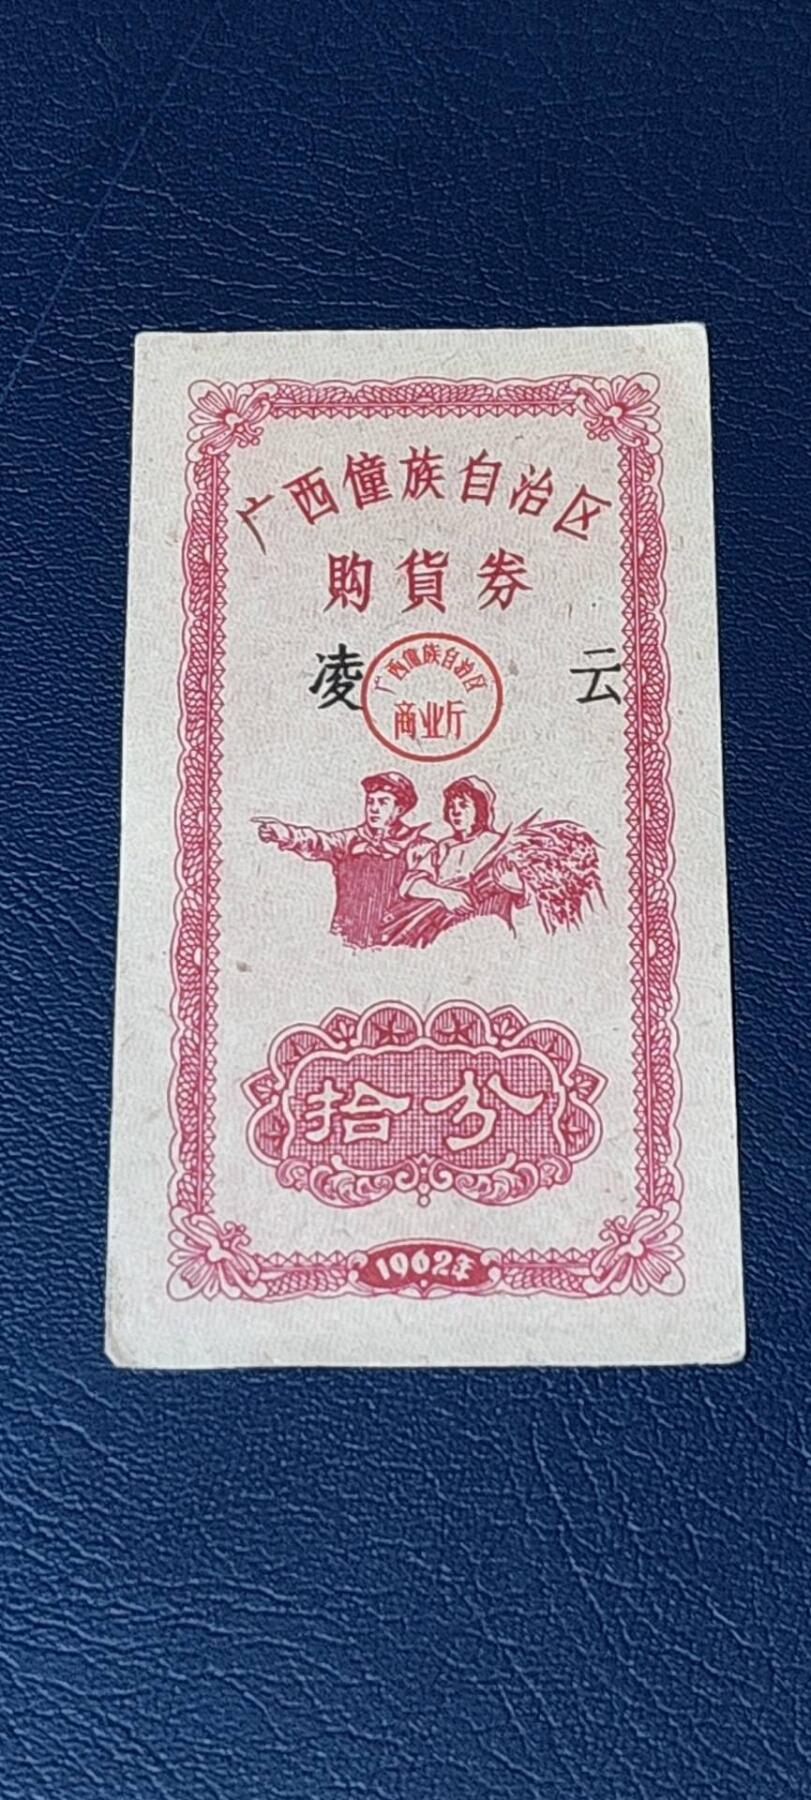 广西僮族自治区
购貨券
凌 云
广西僮族自治区
商业厅
拾分
1962年